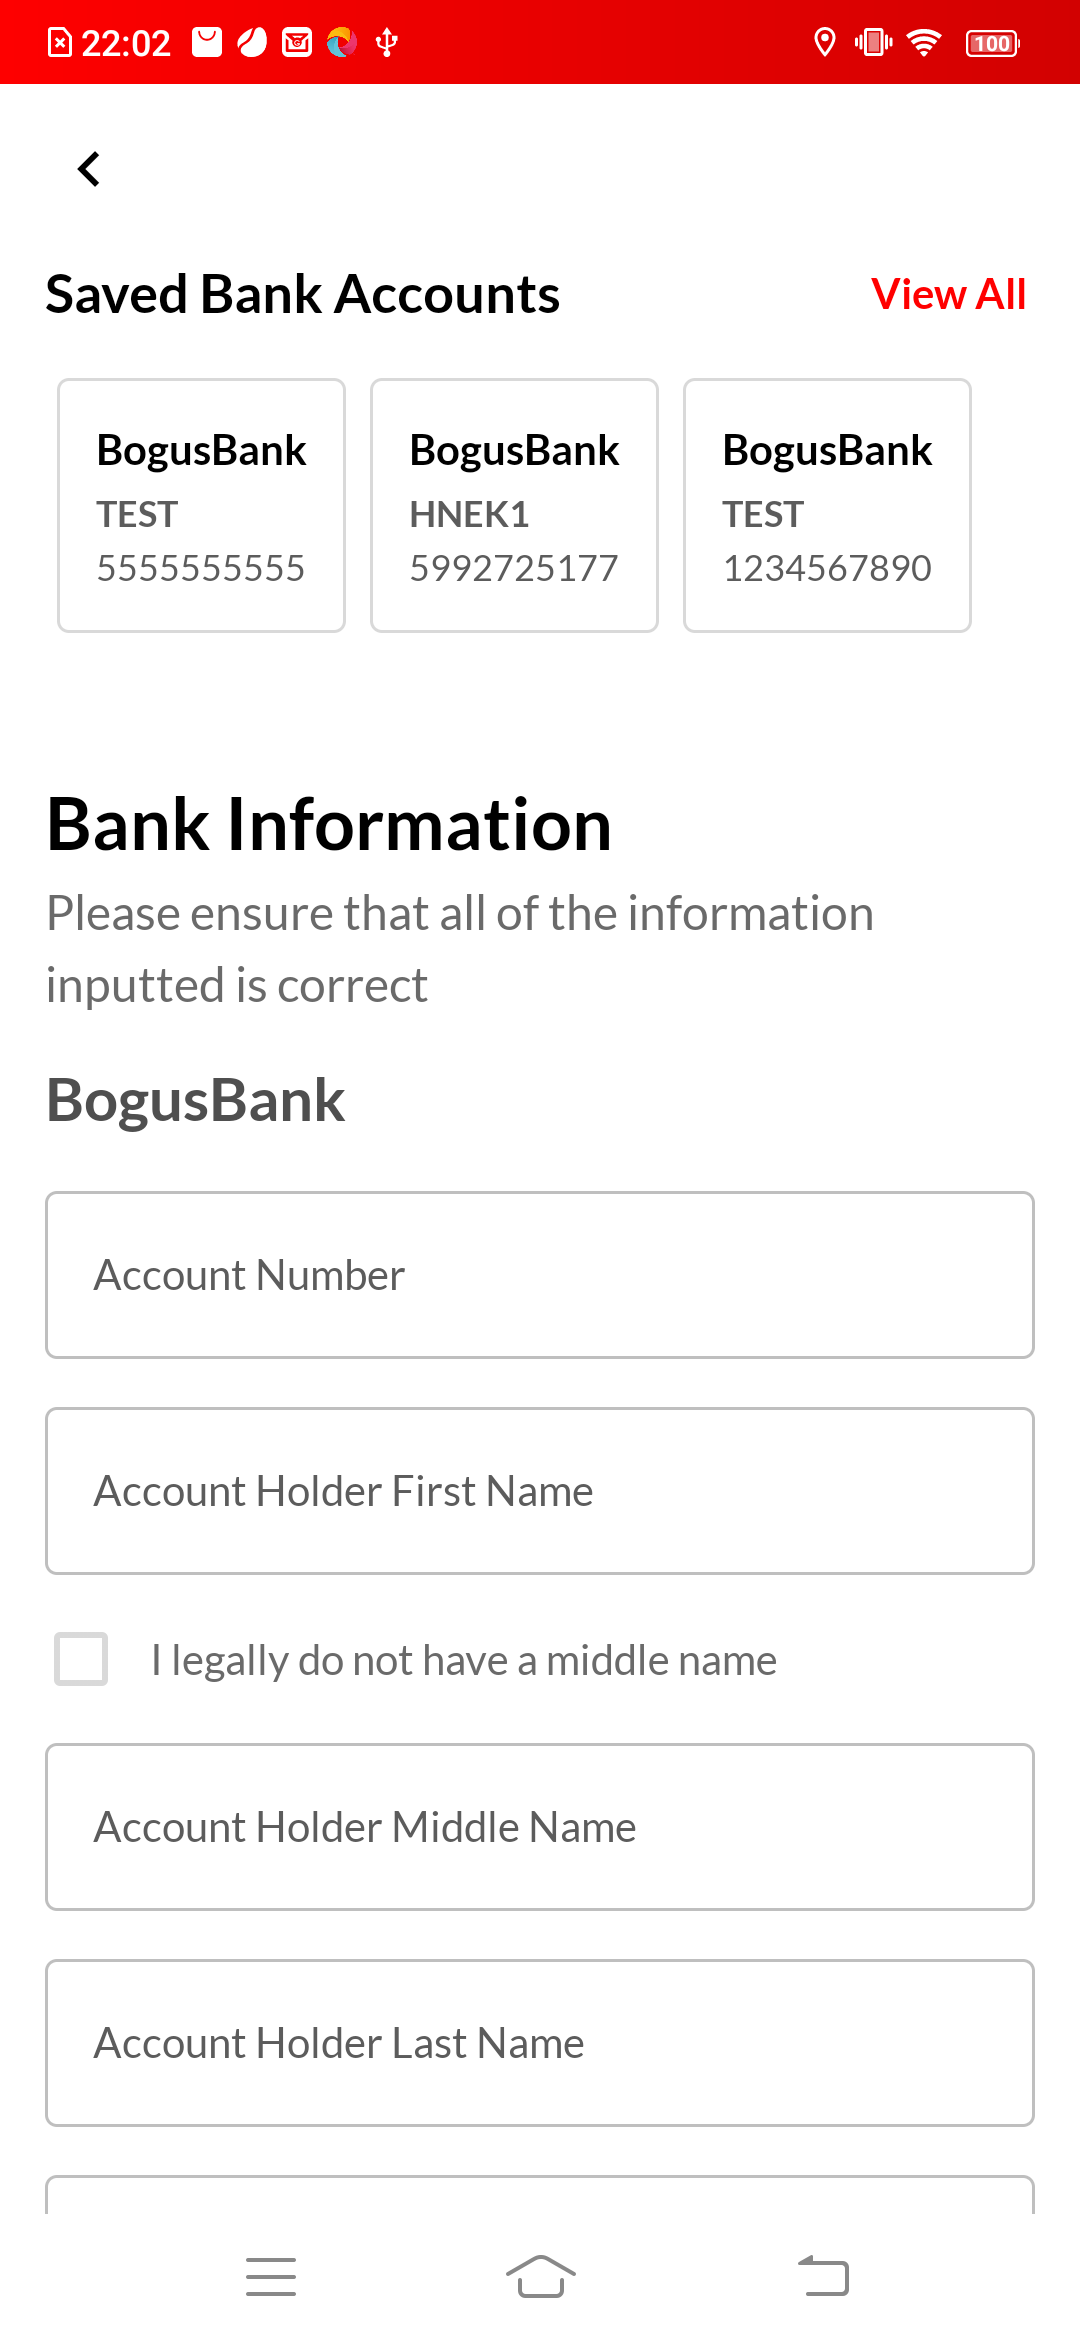 22:02
100
Saved Bank Accounts
View All
BogusBank
TEST
5555555555
BogusBank
HNEK1
5992725177
BogusBank
TEST
1234567890
Bank Information
Please ensure that all of the information
inputted is correct
BogusBank
Account Number
Account Holder First Name
I legally do not have a middle name
Account Holder Middle Name
Account Holder Last Name